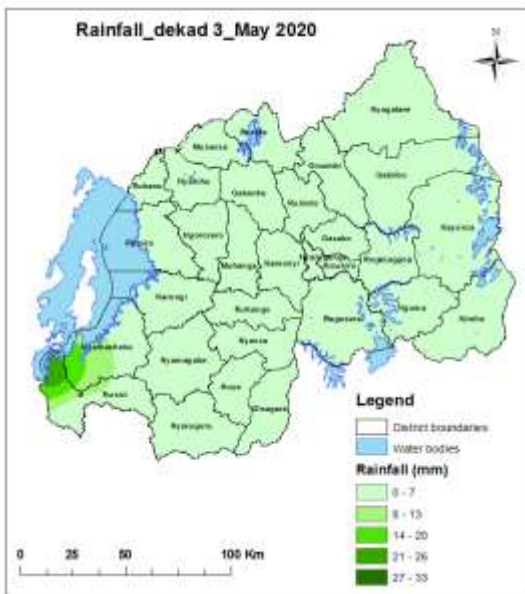 Rainfall_dekad 3_May 2020
N
Nyagatare
Burera
Musanze
Gicumbi
Gatsibo
Rubavu
Nyabihu
Gakenke
Rulindo
Kayonza
Rutsiro
Ngororero
Gasabo
Muhanga
Kamonyi
Rwamagana
Karongi
Ruhango
Bugesera
Ngoma
Kirehe
Nyamasheke
Nyanza
Nyamagabe
Huye
Rusizi
Gisagara
Nyaruguru
Legend
District boundaries
Water bodies
Rainfall (mm)
0 - 7
8 - 13
14 - 20
21 - 26
27 - 33
0 25 50 100 Km